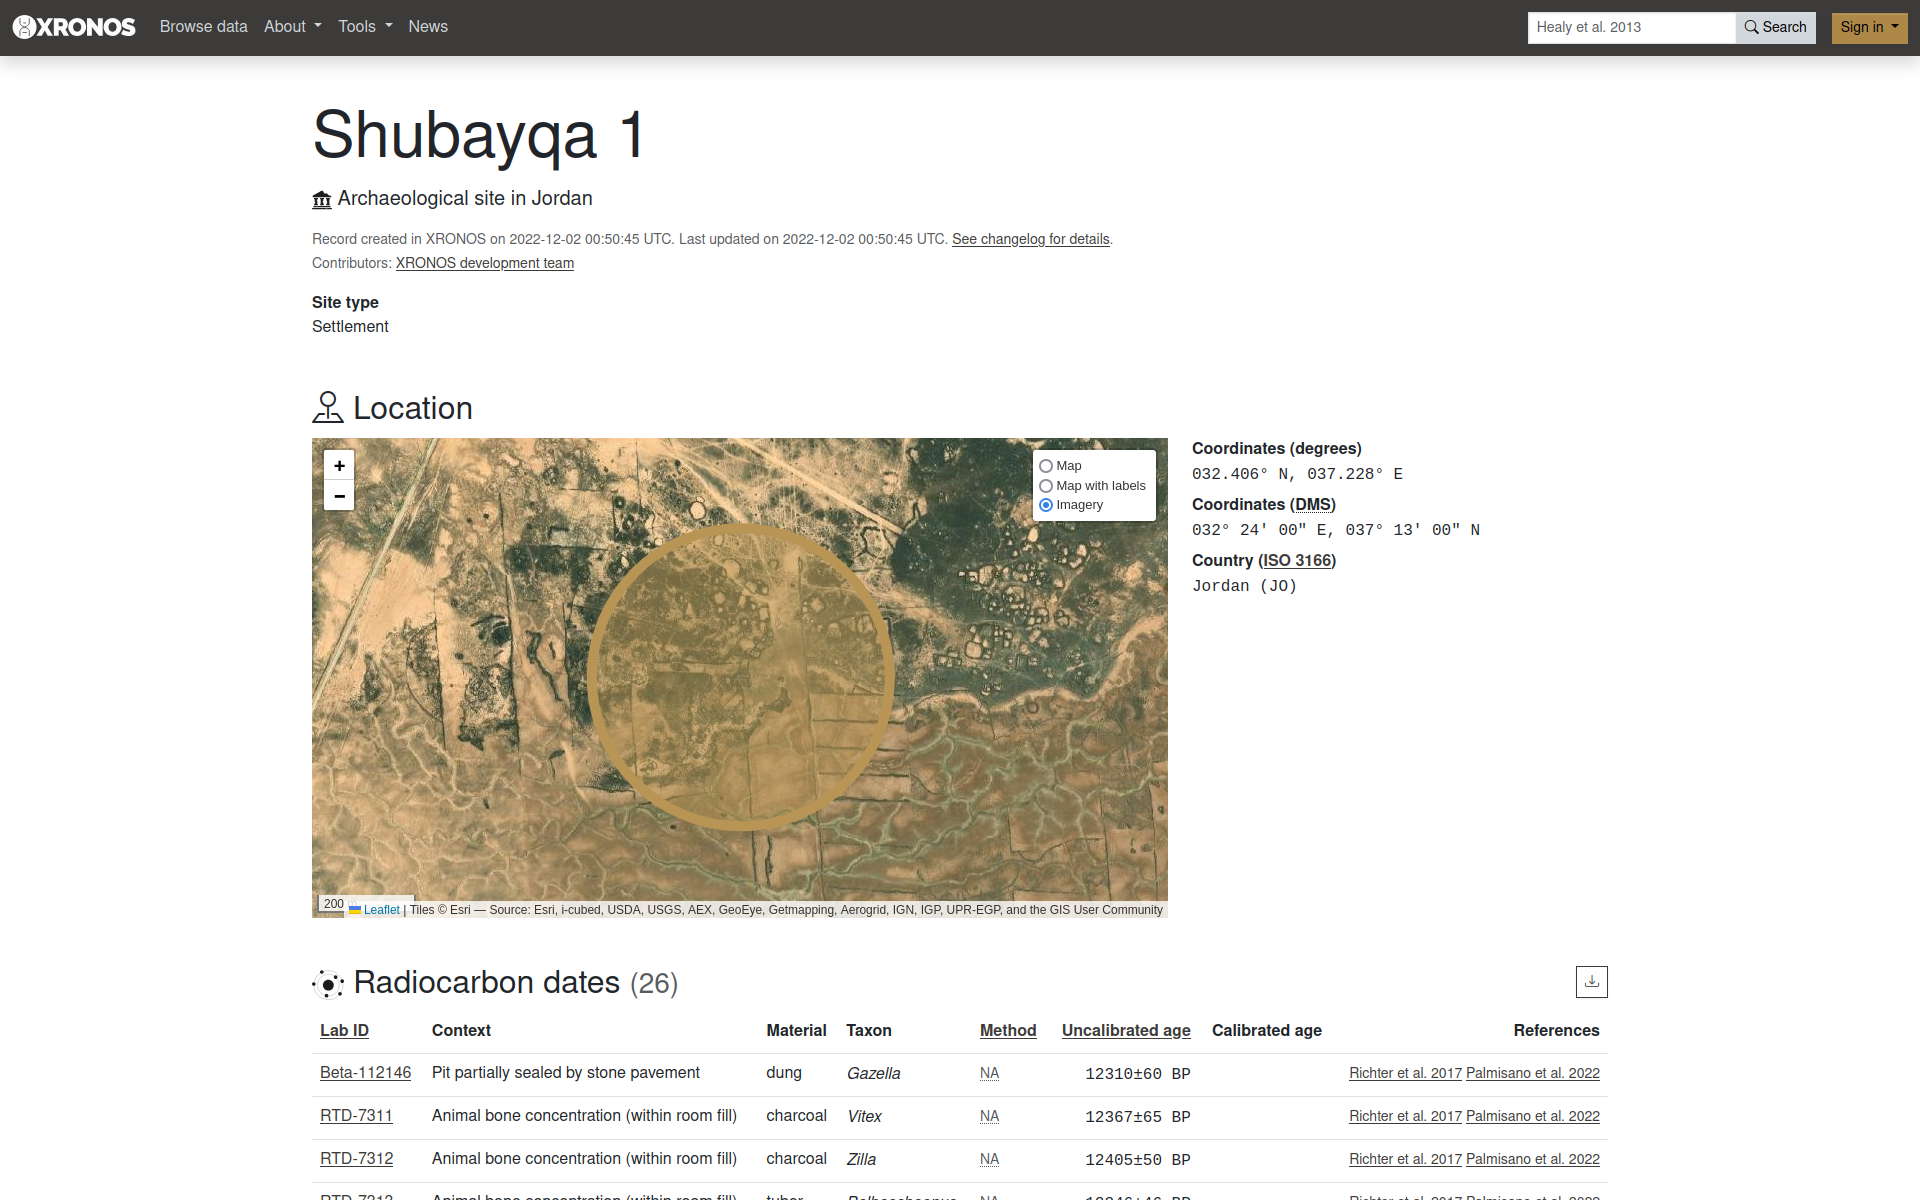 XRONOS Browse data About Tools News Healy et al. 2013 Search Sign in
Shubayqa 1
Archaeological site in Jordan
Record created in XRONOS on 2022-12-02 00:50:45 UTC. Last updated on 2022-12-02 00:50:45 UTC. See changelog for details.
Contributors: XRONOS development team
Site type
Settlement
Location
+
−
Map
Map with labels
Imagery
200
Leaflet | Tiles © Esri — Source: Esri, i-cubed, USDA, USGS, AEX, GeoEye, Getmapping, Aerogrid, IGN, IGP, UPR-EGP, and the GIS User Community
Coordinates (degrees)
032.406° N, 037.228° E
Coordinates (DMS)
032° 24' 00" E, 037° 13' 00" N
Country (ISO 3166)
Jordan (JO)
Radiocarbon dates (26)
Lab ID Context Material Taxon Method Uncalibrated age Calibrated age References
Beta-112146 Pit partially sealed by stone pavement dung Gazella NA 12310±60 BP Richter et al. 2017 Palmisano et al. 2022
RTD-7311 Animal bone concentration (within room fill) charcoal Vitex NA 12367±65 BP Richter et al. 2017 Palmisano et al. 2022
RTD-7312 Animal bone concentration (within room fill) charcoal Zilla NA 12405±50 BP Richter et al. 2017 Palmisano et al. 2022
Animal bone concentration (within room fill) tuber NA